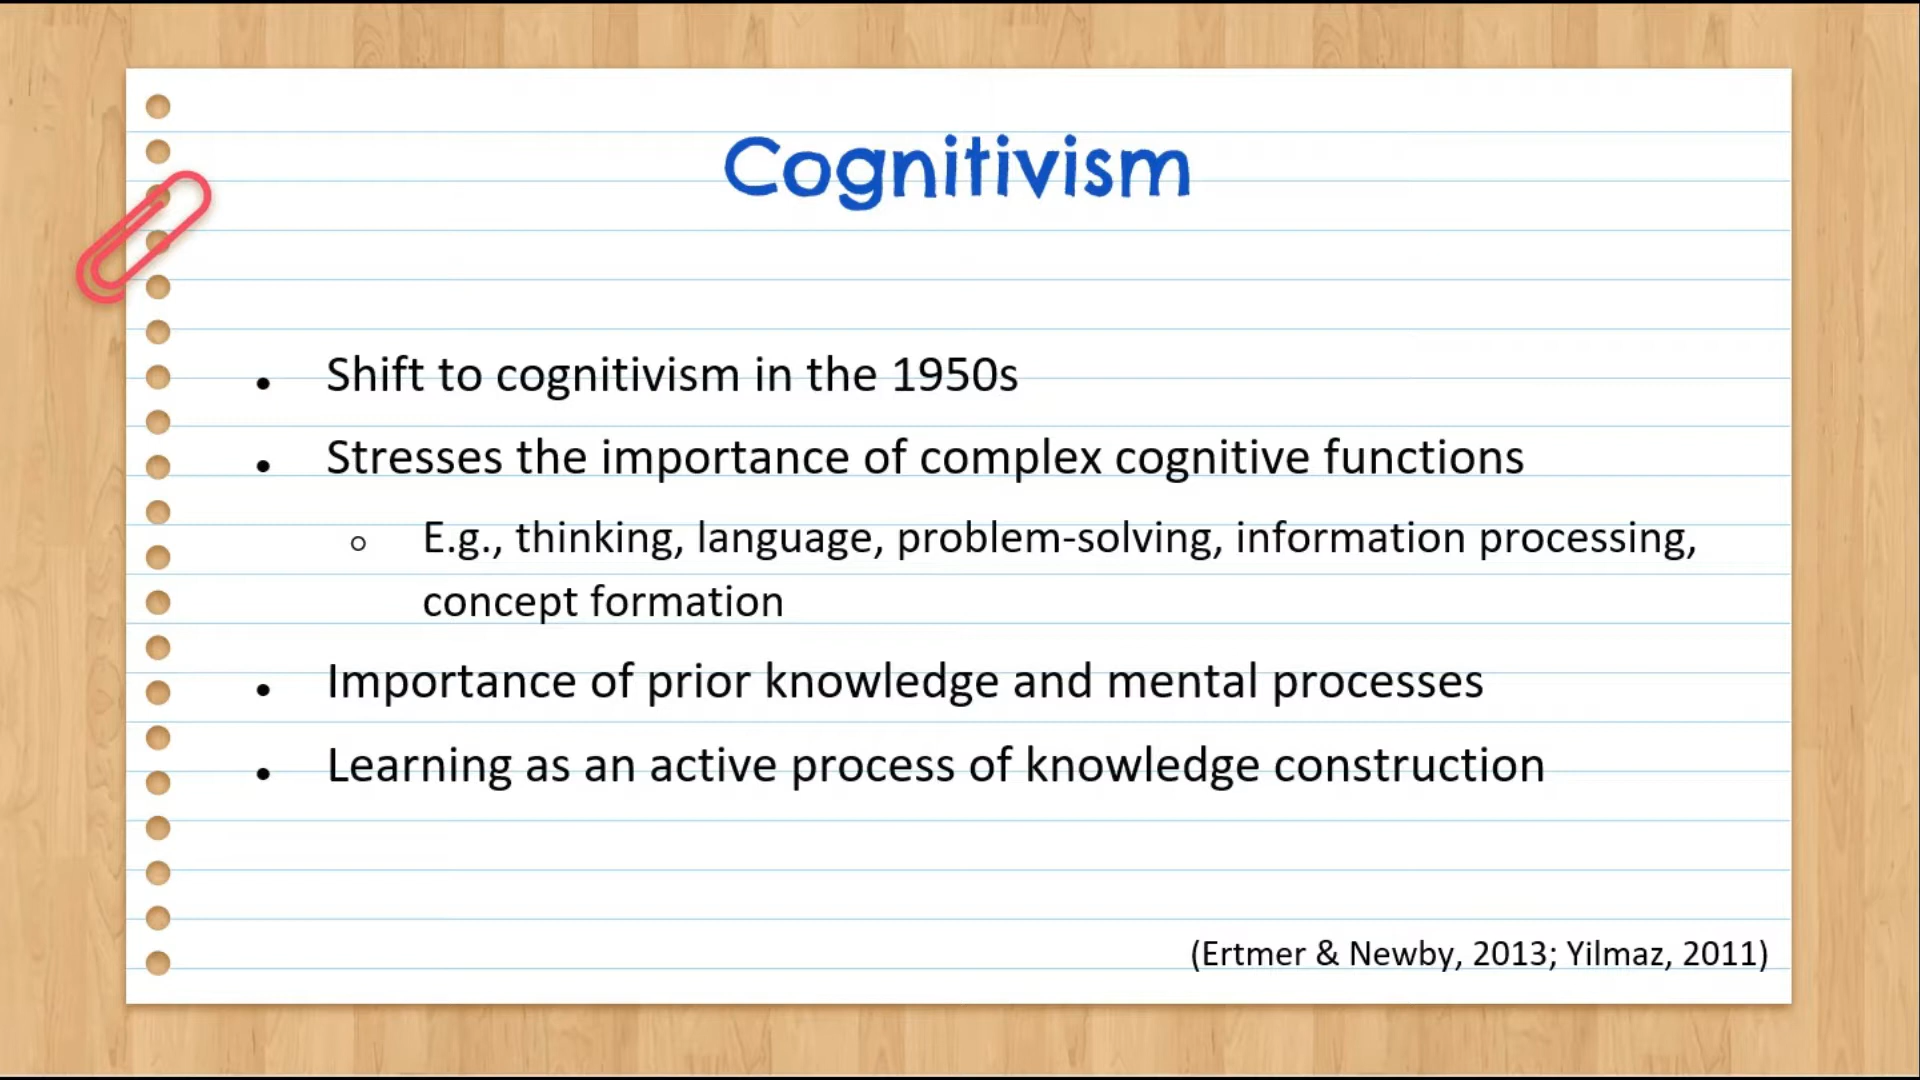 Cognitivism
• Shift to cognitivism in the 1950s
• Stresses the importance of complex cognitive functions
○ E.g., thinking, language, problem-solving, information processing,
concept formation
• Importance of prior knowledge and mental processes
• Learning as an active process of knowledge construction
(Ertmer & Newby, 2013; Yilmaz, 2011)